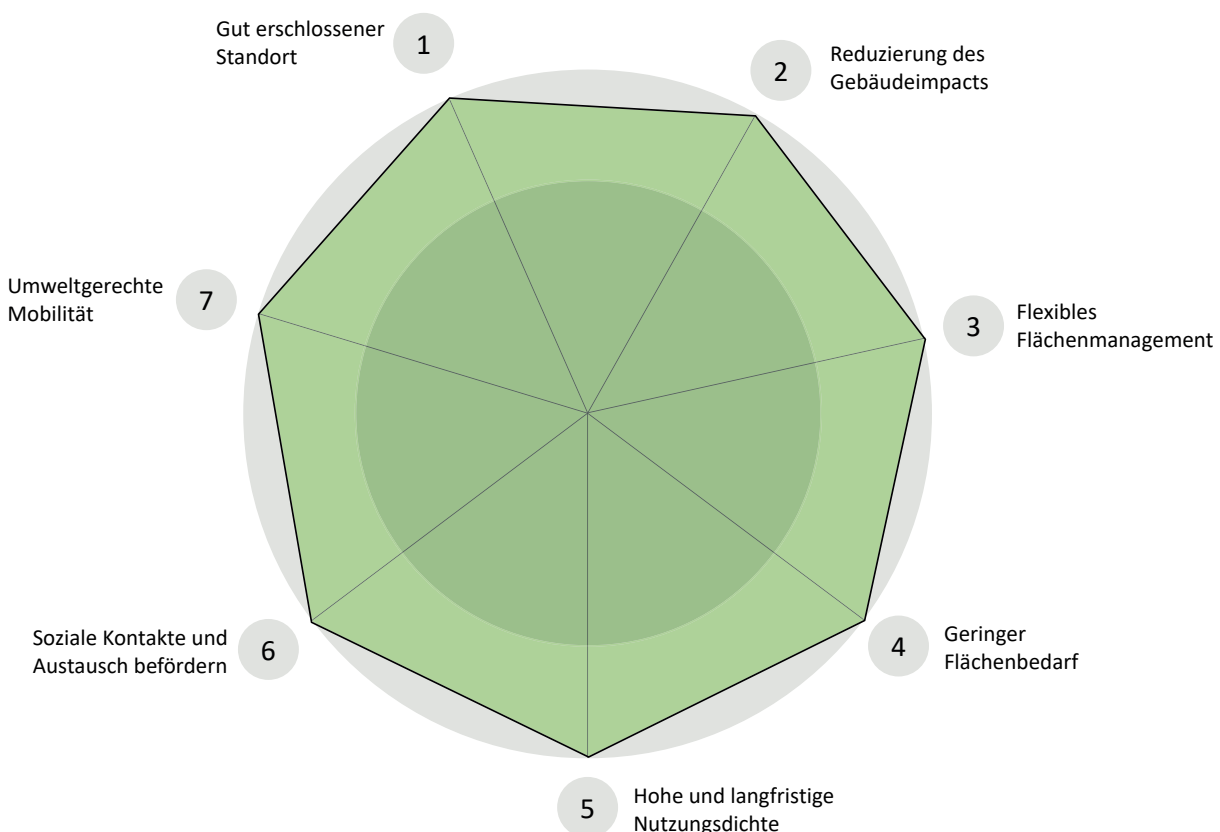 1
Gut erschlossener
Standort
2
Reduzierung des
Gebäudeimpacts
3
Flexibles
Flächenmanagement
4
Geringer
Flächenbedarf
5
Hohe und langfristige
Nutzungsdichte
6
Soziale Kontakte und
Austausch befördern
7
Umweltgerechte
Mobilität